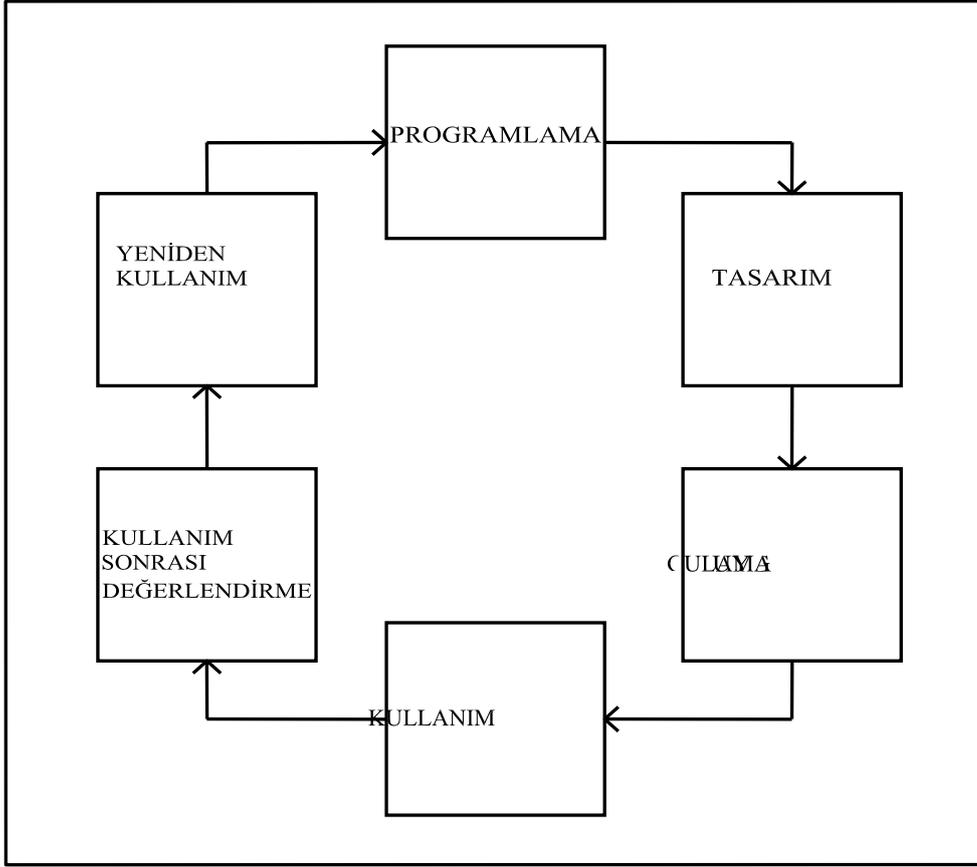 PROGRAMLAMA
YENİDEN
KULLANIM
TASARIM
KULLANIM
SONRASI
DEĞERLENDİRME
KULLANIM